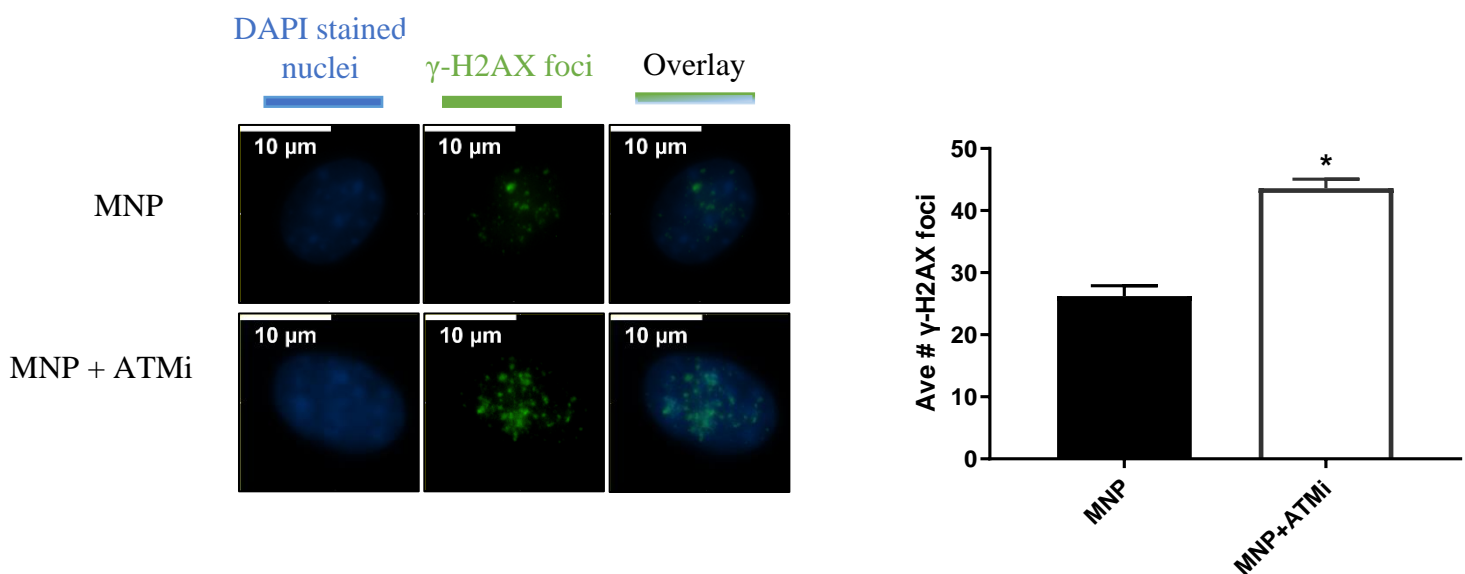 DAPI stained
nuclei
γ-H2AX foci
Overlay
MNP
10 µm
10 µm
10 µm
MNP + ATMi
10 µm
10 µm
10 µm
Ave # γ-H2AX foci
50
40
30
20
10
0
*
MNP
MNP+ATMi